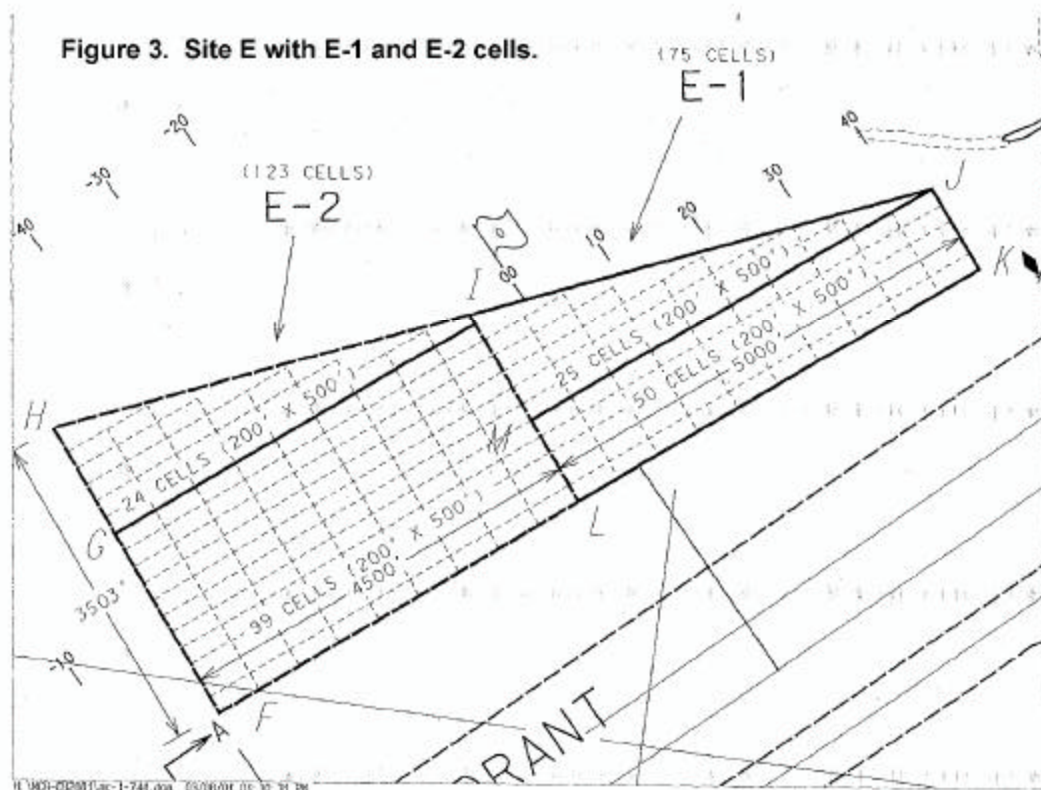 Figure 3. Site E with E-1 and E-2 cells.
(75 CELLS)
E-1
-20
40
-30
(123 CELLS)
E-2
30
J
20
40
0
10
K
00
I
25 CELLS (200' X 500')
50 CELLS (200' X 500')
5000'
H
24 CELLS (200' X 500')
M
G
L
99 CELLS (200' X 500')
4500'
3503'
-10
A
F
ORANT